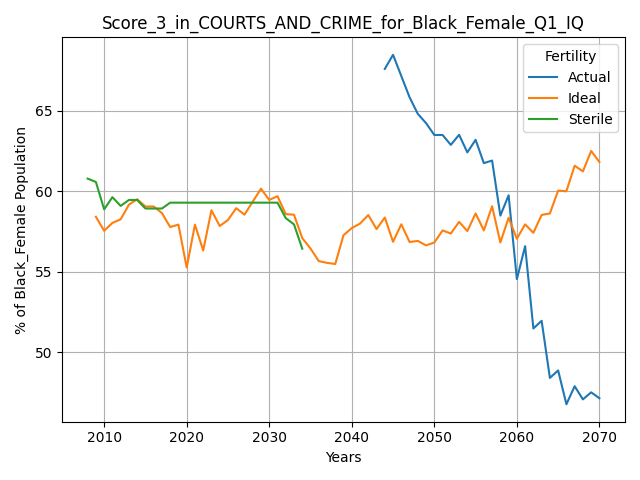 Score_3_in_COURTS_AND_CRIME_for_Black_Female_Q1_IQ
Fertility
Actual
Ideal
Sterile
% of Black_Female Population
65
60
55
50
2010 2020 2030 2040 2050 2060 2070
Years